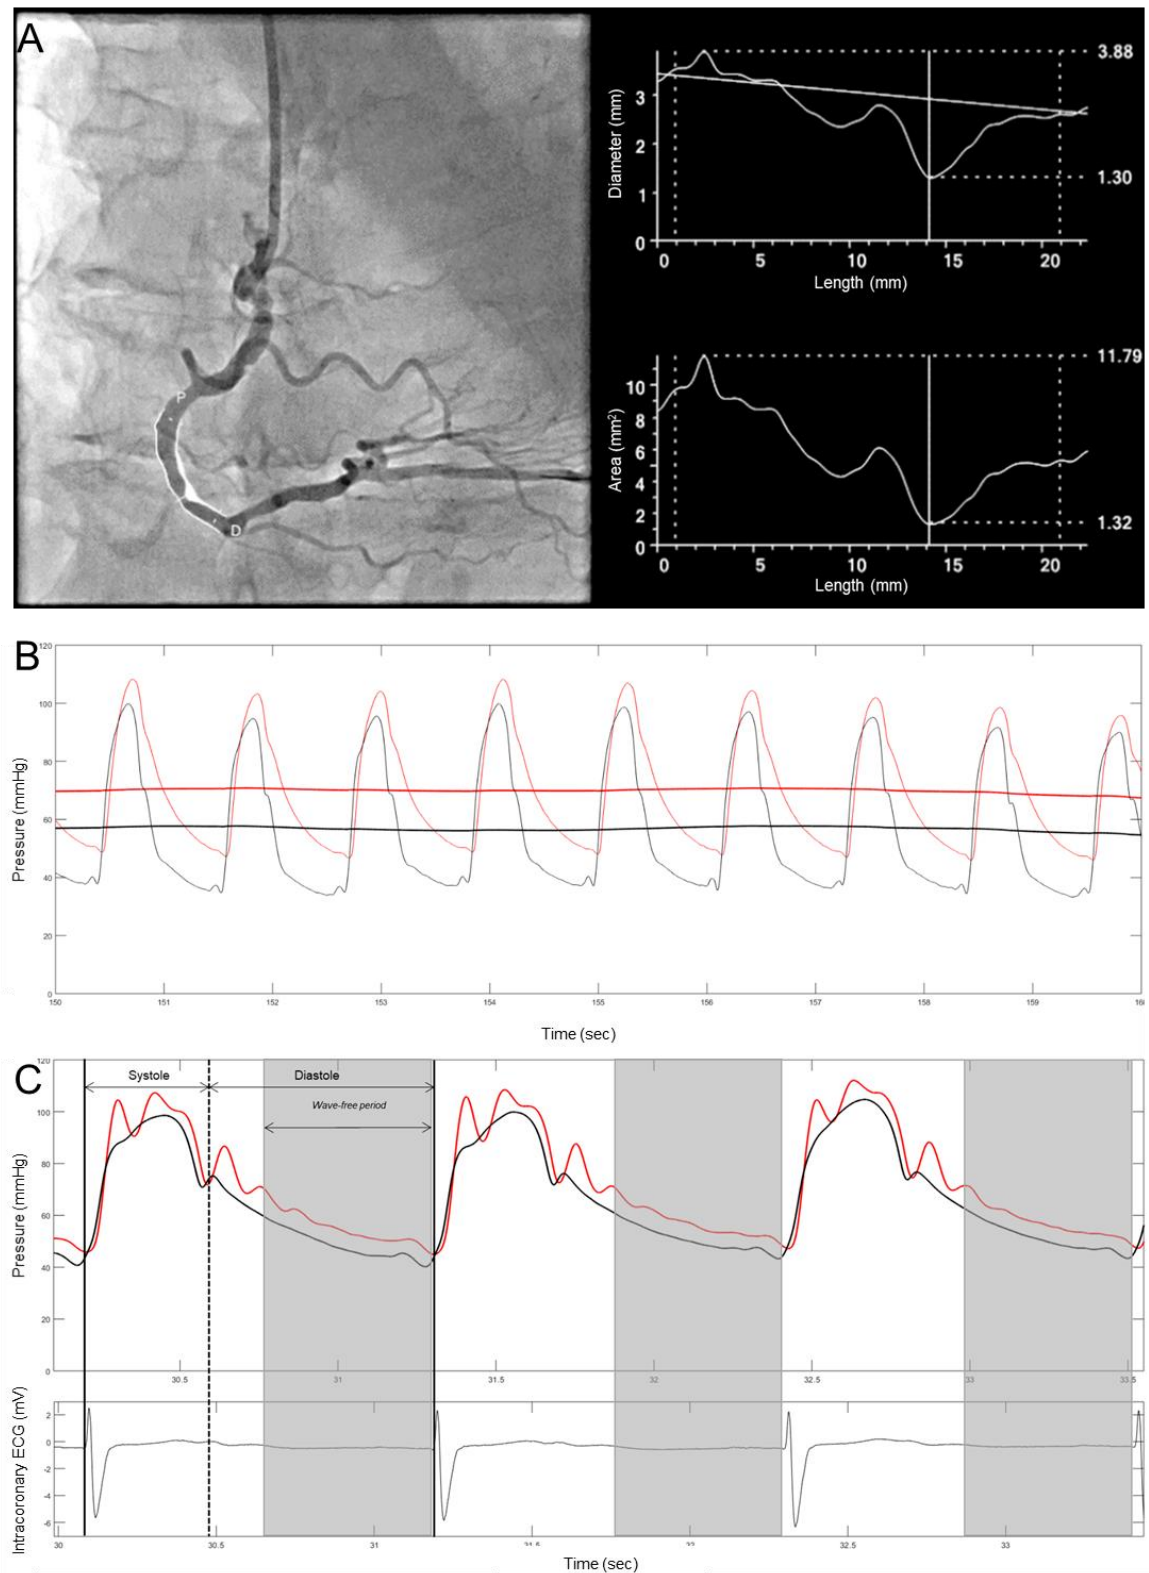 A
P
D
Diameter (mm)
3
2
1
0
3.88
1.30
0 5 10 15 20
Length (mm)
Area (mm²)
10
8
6
4
2
0
11.79
1.32
0 5 10 15 20
Length (mm)
B
Pressure (mmHg)
120
100
80
60
40
20
0
150 151 152 153 154 155 156 157 158 159 16
Time (sec)
C
Pressure (mmHg)
120
100
80
60
40
20
0
Systole Diastole
Wave-free period
30.5 31 31.5 32 32.5 33 33.5
Intracoronary ECG (mV)
2
0
-2
-4
-6
30 30.5 31 31.5 32 32.5 33
Time (sec)